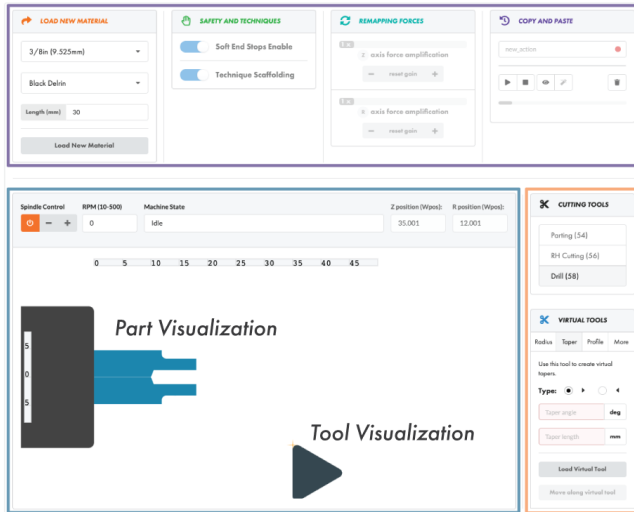 LOAD NEW MATERIAL
3/8in (9.525mm)
Black Delrin
Length (mm) 30
Load New Material
SAFETY AND TECHNIQUES
Soft End Stops Enable
Technique Scaffolding
REMAPPING FORCES
1 x
Z axis force amplification
− reset gain +
1 x
R axis force amplification
− reset gain +
COPY AND PASTE
new_action
Spindle Control RPM (10-500) Machine State Z position (Wpos): R position (Wpos):
− + 0 Idle 35.001 12.001
0 5 10 15 20 25 30 35 40 45
Part Visualization
5
0
5
Tool Visualization
CUTTING TOOLS
Parting (54)
RH Cutting (56)
Drill (58)
VIRTUAL TOOLS
Radius Taper Profile More
Use this tool to create virtual
tapers.
Type:
Taper angle deg
Taper length mm
Load Virtual Tool
Move along virtual tool